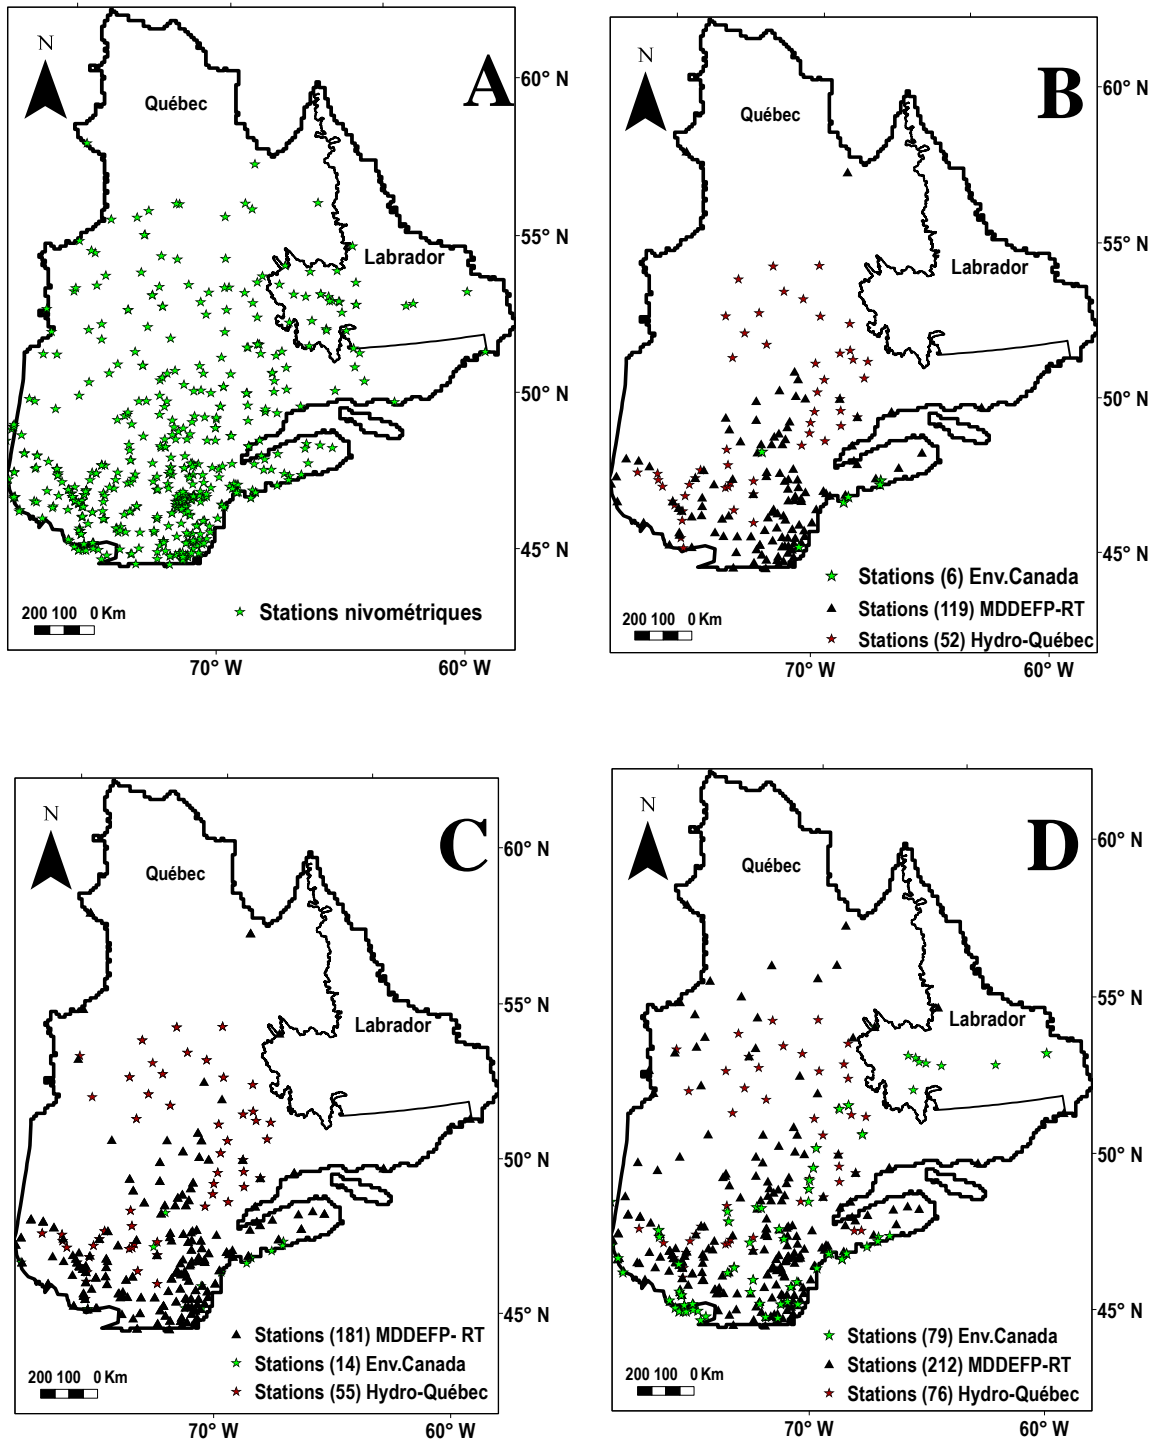 N
A
Québec
60° N
55° N
Labrador
50° N
45° N
200 100 0 Km
Stations nivométriques
70° W
60° W
N
B
Québec
60° N
55° N
Labrador
50° N
45° N
Stations (6) Env.Canada
Stations (119) MDDEFP-RT
Stations (52) Hydro-Québec
200 100 0 Km
70° W
60° W
N
C
Québec
60° N
55° N
Labrador
50° N
45° N
Stations (181) MDDEFP- RT
Stations (14) Env.Canada
Stations (55) Hydro-Québec
200 100 0 Km
70° W
60° W
N
D
Québec
60° N
55° N
Labrador
50° N
45° N
Stations (79) Env.Canada
Stations (212) MDDEFP-RT
Stations (76) Hydro-Québec
200 100 0 Km
70° W
60° W